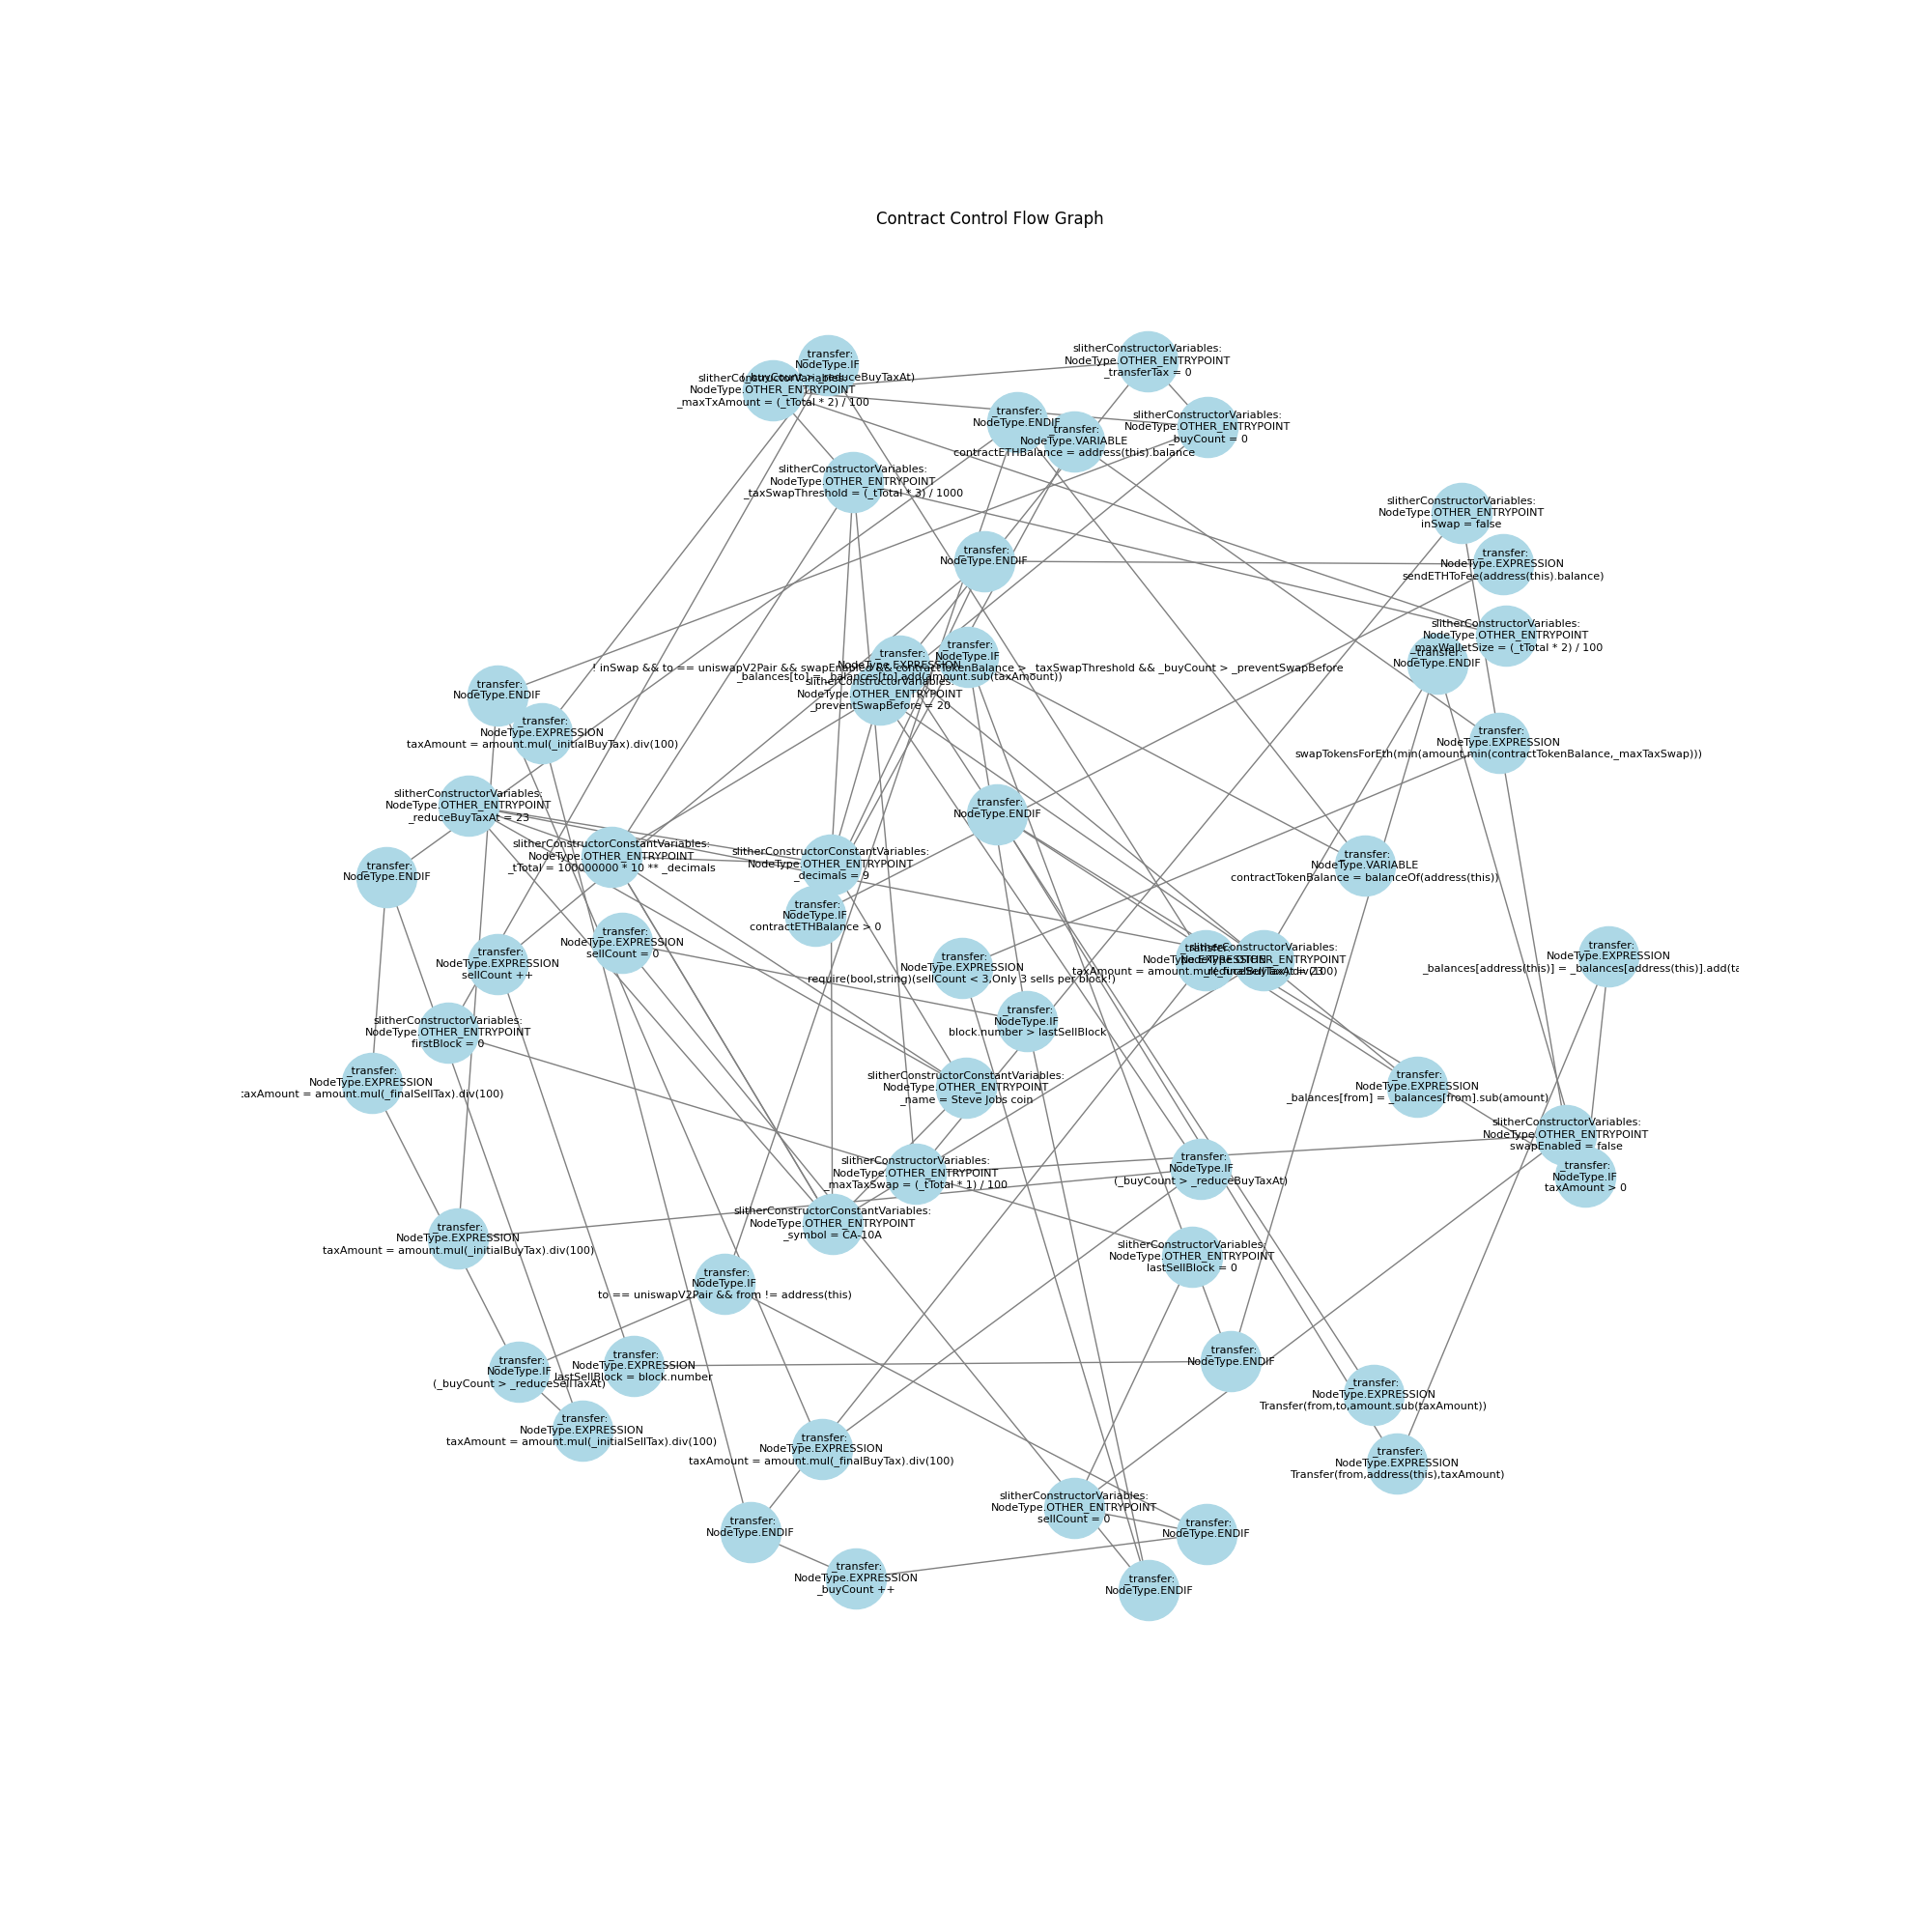 Contract Control Flow Graph
_transfer:
NodeType.IF
(_buyCount > _reduceBuyTaxAt)
slitherConstructorVariables:
NodeType.OTHER_ENTRYPOINT
_maxTxAmount = (_tTotal * 2) / 100
slitherConstructorVariables:
NodeType.OTHER_ENTRYPOINT
_transferTax = 0
_transfer:
NodeType.ENDIF
_transfer:
NodeType.VARIABLE
contractETHBalance = address(this).balance
slitherConstructorVariables:
NodeType.OTHER_ENTRYPOINT
_buyCount = 0
slitherConstructorVariables:
NodeType.OTHER_ENTRYPOINT
_taxSwapThreshold = (_tTotal * 3) / 1000
slitherConstructorVariables:
NodeType.OTHER_ENTRYPOINT
inSwap = false
_transfer:
NodeType.ENDIF
_transfer:
NodeType.EXPRESSION
sendETHToFee(address(this).balance)
slitherConstructorVariables:
NodeType.OTHER_ENTRYPOINT
_maxWalletSize = (_tTotal * 2) / 100
_transfer:
NodeType.ENDIF
_transfer:
NodeType.IF
! inSwap && to == uniswapV2Pair && swapEnabled && contractTokenBalance > _taxSwapThreshold && _buyCount > _preventSwapBefore
_transfer:
NodeType.EXPRESSION
_balances[to] = _balances[to].add(amount.sub(taxAmount))
slitherConstructorVariables:
NodeType.OTHER_ENTRYPOINT
_preventSwapBefore = 20
_transfer:
NodeType.ENDIF
_transfer:
NodeType.EXPRESSION
taxAmount = amount.mul(_initialBuyTax).div(100)
_transfer:
NodeType.EXPRESSION
swapTokensForEth(min(amount,min(contractTokenBalance,_maxTaxSwap)))
slitherConstructorVariables:
NodeType.OTHER_ENTRYPOINT
_reduceBuyTaxAt = 23
_transfer:
NodeType.ENDIF
slitherConstructorConstantVariables:
NodeType.OTHER_ENTRYPOINT
_tTotal = 100000000 * 10 ** _decimals
slitherConstructorConstantVariables:
NodeType.OTHER_ENTRYPOINT
_decimals = 9
_transfer:
NodeType.VARIABLE
contractTokenBalance = balanceOf(address(this))
_transfer:
NodeType.ENDIF
_transfer:
NodeType.IF
contractETHBalance > 0
_transfer:
NodeType.EXPRESSION
sellCount = 0
_transfer:
NodeType.EXPRESSION
sellCount ++
_transfer:
NodeType.EXPRESSION
require(bool,string)(sellCount < 3,Only 3 sells per block!)
_transfer:
NodeType.EXPRESSION
slitherConstructorVariables:
NodeType.OTHER_ENTRYPOINT
_transfer:
NodeType.EXPRESSION
_balances[address(this)] = _balances[address(this)].add(ta
_transfer:
NodeType.IF
block.number > lastSellBlock
slitherConstructorVariables:
NodeType.OTHER_ENTRYPOINT
firstBlock = 0
_transfer:
NodeType.EXPRESSION
taxAmount = amount.mul(_finalSellTax).div(100)
slitherConstructorConstantVariables:
NodeType.OTHER_ENTRYPOINT
_name = Steve Jobs coin
_transfer:
NodeType.EXPRESSION
_balances[from] = _balances[from].sub(amount)
slitherConstructorVariables:
NodeType.OTHER_ENTRYPOINT
swapEnabled = false
_transfer:
NodeType.IF
taxAmount > 0
slitherConstructorVariables:
NodeType.OTHER_ENTRYPOINT
_maxTaxSwap = (_tTotal * 1) / 100
_transfer:
NodeType.IF
(_buyCount > _reduceBuyTaxAt)
slitherConstructorConstantVariables:
NodeType.OTHER_ENTRYPOINT
_symbol = CA-10A
_transfer:
NodeType.EXPRESSION
taxAmount = amount.mul(_initialBuyTax).div(100)
slitherConstructorVariables:
NodeType.OTHER_ENTRYPOINT
lastSellBlock = 0
_transfer:
NodeType.IF
to == uniswapV2Pair && from != address(this)
_transfer:
NodeType.IF
(_buyCount > _reduceSellTaxAt)
_transfer:
NodeType.EXPRESSION
lastSellBlock = block.number
_transfer:
NodeType.ENDIF
_transfer:
NodeType.EXPRESSION
Transfer(from,to,amount.sub(taxAmount))
_transfer:
NodeType.EXPRESSION
taxAmount = amount.mul(_initialSellTax).div(100)
_transfer:
NodeType.EXPRESSION
taxAmount = amount.mul(_finalBuyTax).div(100)
_transfer:
NodeType.EXPRESSION
Transfer(from,address(this),taxAmount)
slitherConstructorVariables:
NodeType.OTHER_ENTRYPOINT
sellCount = 0
_transfer:
NodeType.ENDIF
_transfer:
NodeType.ENDIF
_transfer:
NodeType.EXPRESSION
_buyCount ++
_transfer:
NodeType.ENDIF